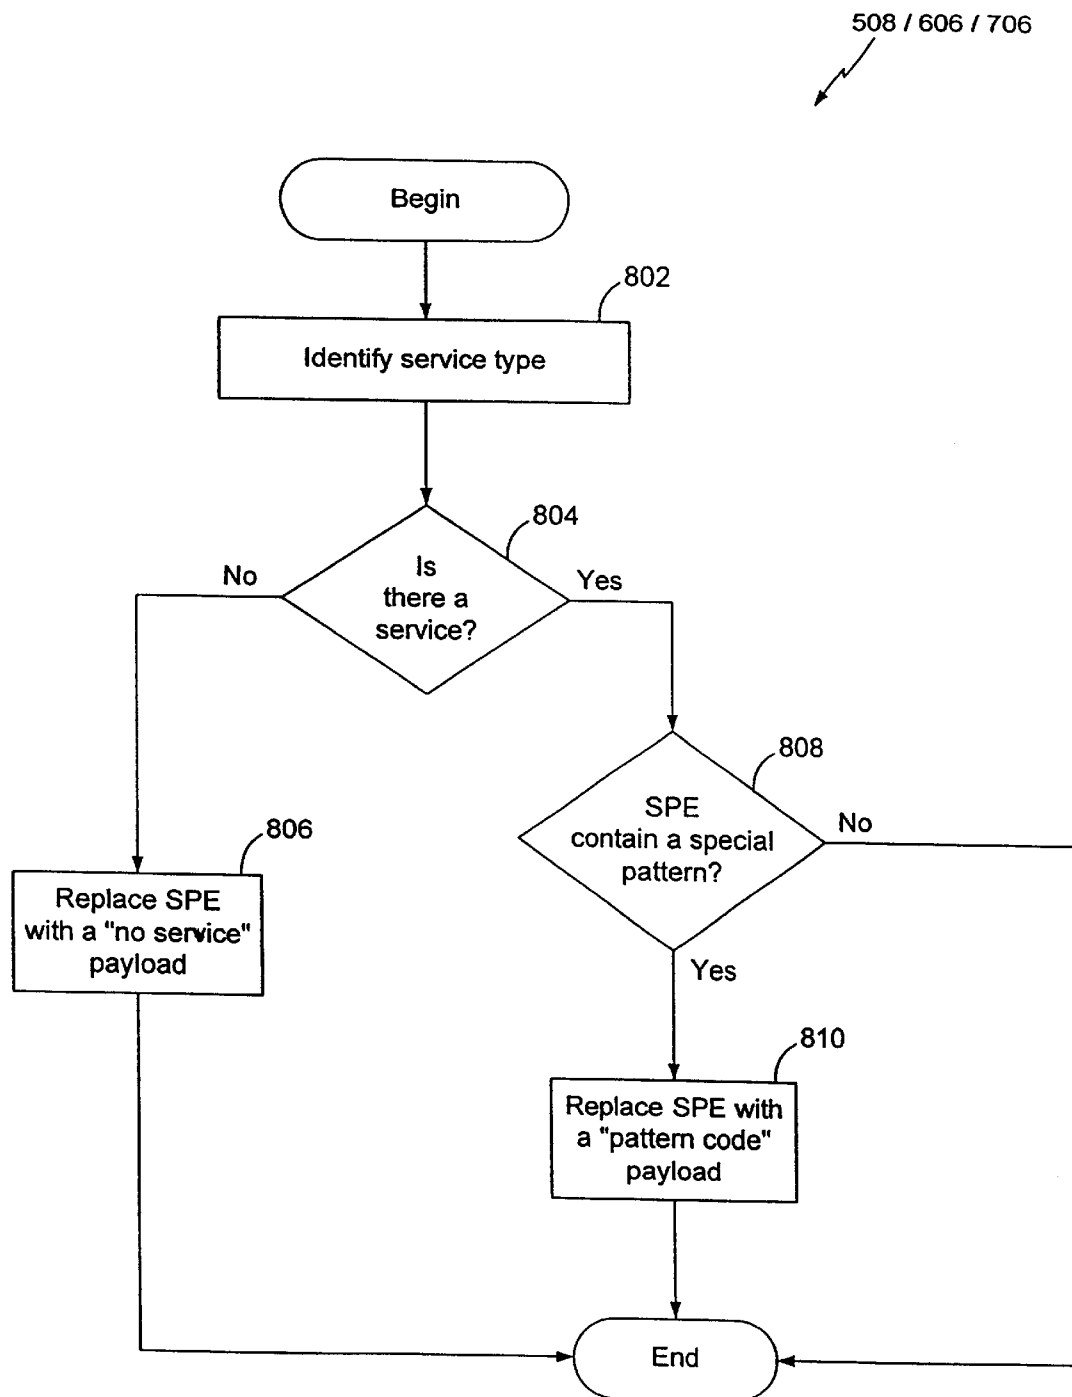 508 / 606 / 706
Begin
802
Identify service type
804
Is
there a
service?
No
Yes
808
SPE
contain a special
pattern?
No
806
Replace SPE
with a "no service"
payload
Yes
810
Replace SPE with
a "pattern code"
payload
End